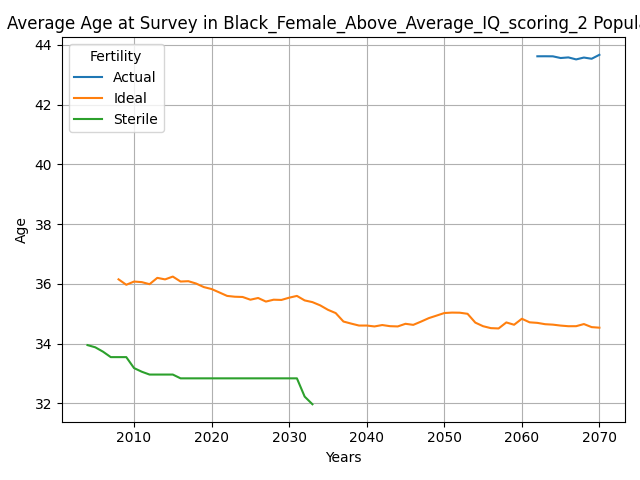 Average Age at Survey in Black_Female_Above_Average_IQ_scoring_2 Popul
Fertility
Actual
Ideal
Sterile
Age
44
42
40
38
36
34
32
2010 2020 2030 2040 2050 2060 2070
Years